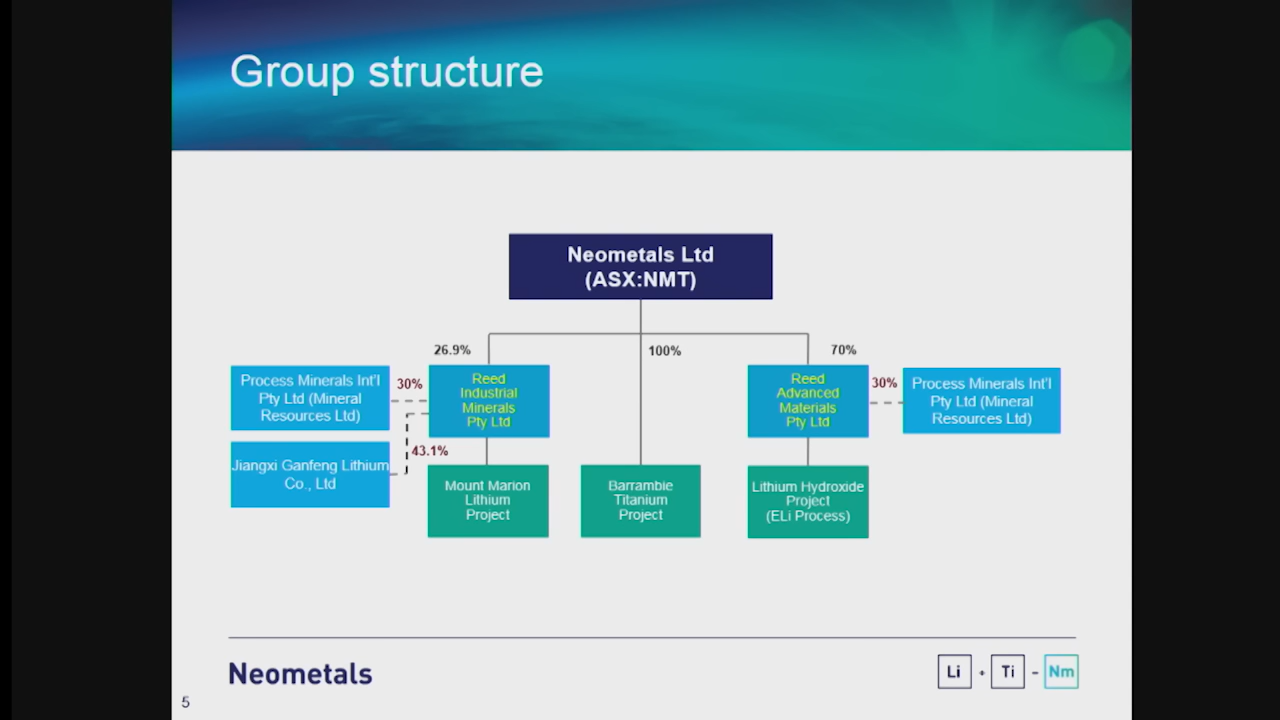 Group structure
Neometals Ltd
(ASX:NMT)
26.9%
100%
70%
Process Minerals Int'l
Pty Ltd (Mineral
Resources Ltd)
30%
Reed
Industrial
Minerals
Pty Ltd
Reed
Advanced
Materials
Pty Ltd
30%
Process Minerals Int'l
Pty Ltd (Mineral
Resources Ltd)
Jiangxi Ganfeng Lithium
Co., Ltd
43.1%
Mount Marion
Lithium
Project
Barrambie
Titanium
Project
Lithium Hydroxide
Project
(ELi Process)
Neometals
Li + Ti - Nm
5